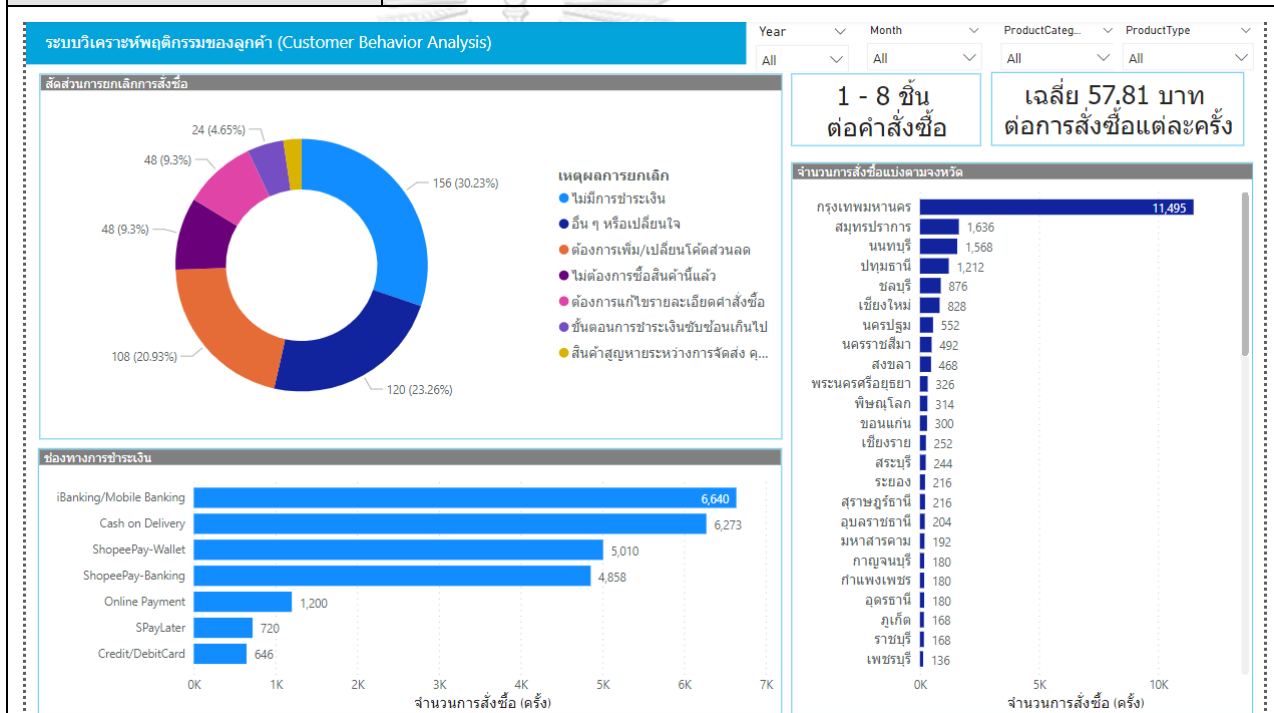 ระบบวิเคราะห์พฤติกรรมของลูกค้า (Customer Behavior Analysis)
Year
Month
ProductCateg...
ProductType
All
All
All
All
สัดส่วนการยกเลิกการสั่งซื้อ
24 (4.65%)
48 (9.3%)
48 (9.3%)
108 (20.93%)
156 (30.23%)
120 (23.26%)
เหตุผลการยกเลิก
ไม่มีการชำระเงิน
อื่น ๆ หรือเปลี่ยนใจ
ต้องการเพิ่ม/เปลี่ยนโค้ดส่วนลด
ไม่ต้องการซื้อสินค้านี้แล้ว
ต้องการแก้ไขรายละเอียดคำสั่งซื้อ
ขั้นตอนการชำระเงินซับซ้อนเกินไป
สินค้าสูญหายระหว่างการจัดส่ง คุ...
1 - 8 ชิ้น
ต่อคำสั่งซื้อ
เฉลี่ย 57.81 บาท
ต่อการสั่งซื้อแต่ละครั้ง
ช่องทางการชำระเงิน
iBanking/Mobile Banking 6,640
Cash on Delivery 6,273
ShopeePay-Wallet 5,010
ShopeePay-Banking 4,858
Online Payment 1,200
SPayLater 720
Credit/DebitCard 646
0K 1K 2K 3K 4K 5K 6K 7K
จำนวนการสั่งซื้อ (ครั้ง)
จำนวนการสั่งซื้อแบ่งตามจงหวัด
กรุงเทพมหานคร 11,495
สมุทรปราการ 1,636
นนทบุรี 1,568
ปทุมธานี 1,212
ชลบุรี 876
เชียงใหม่ 828
นครปฐม 552
นครราชสีมา 492
สงขลา 468
พระนครศรีอยุธยา 326
พิษณุโลก 314
ขอนแก่น 300
เชียงราย 252
สระบุรี 244
ระยอง 216
สุราษฎร์ธานี 216
อุบลราชธานี 204
มหาสารคาม 192
กาญจนบุรี 180
กำแพงเพชร 180
อุดรธานี 180
ภูเก็ต 168
ราชบุรี 168
เพชรบุรี 136
0K 5K 10K
จำนวนการสั่งซื้อ (ครั้ง)